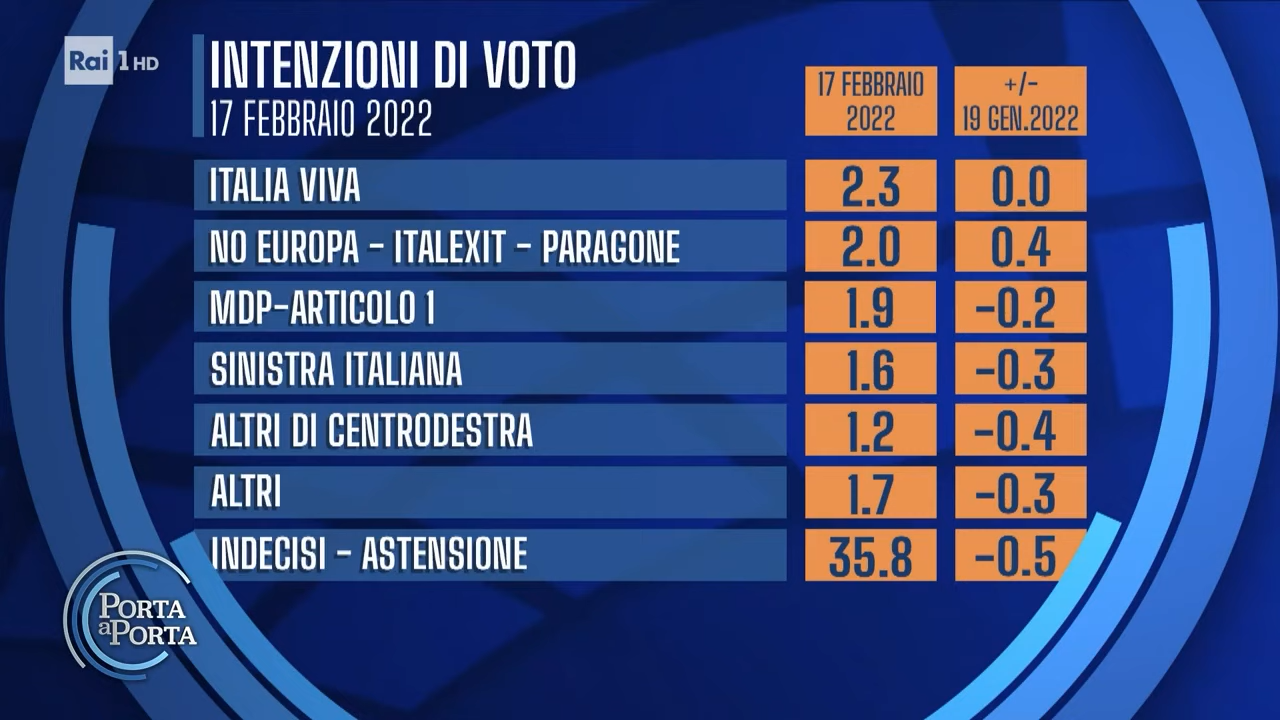 Rai 1 HD
INTENZIONI DI VOTO
17 FEBBRAIO 2022
17 FEBBRAIO
2022
+/-
19 GEN.2022
ITALIA VIVA 2.3 0.0
NO EUROPA - ITALEXIT - PARAGONE 2.0 0.4
MDP-ARTICOLO 1 1.9 -0.2
SINISTRA ITALIANA 1.6 -0.3
ALTRI DI CENTRODESTRA 1.2 -0.4
ALTRI 1.7 -0.3
INDECISI - ASTENSIONE 35.8 -0.5
PORTA
a PORTA